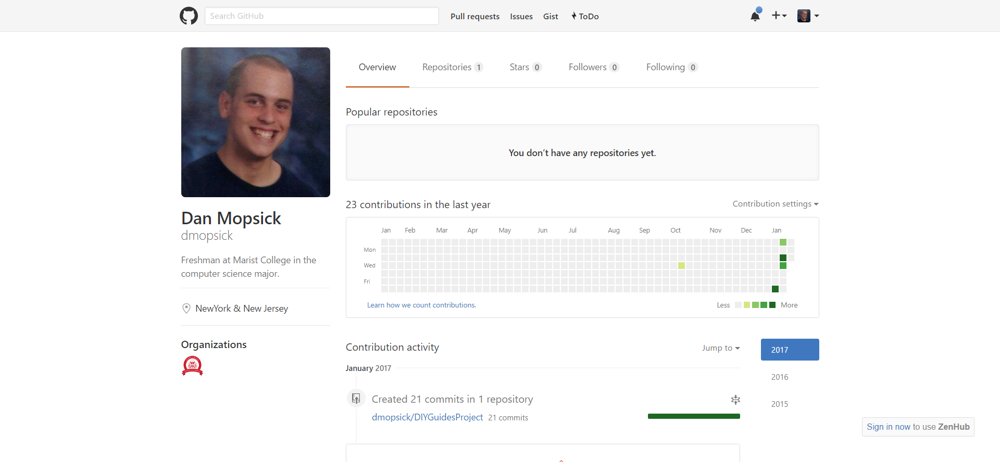 Search GitHub
Pull requests
Issues
Gist
ToDo
Overview
Repositories 1
Stars 0
Followers 0
Following 0
Popular repositories
You don’t have any repositories yet.
Dan Mopsick
dmopsick
Freshman at Marist College in the
computer science major.
NewYork & New Jersey
Organizations
23 contributions in the last year
Contribution settings
Jan Feb Mar Apr May Jun Jul Aug Sep Oct Nov Dec Jan
Mon
Wed
Fri
Learn how we count contributions.
Less
More
Contribution activity
Jump to
2017
2016
2015
January 2017
Created 21 commits in 1 repository
dmopsick/DIYGuidesProject 21 commits
Sign in now to use ZenHub